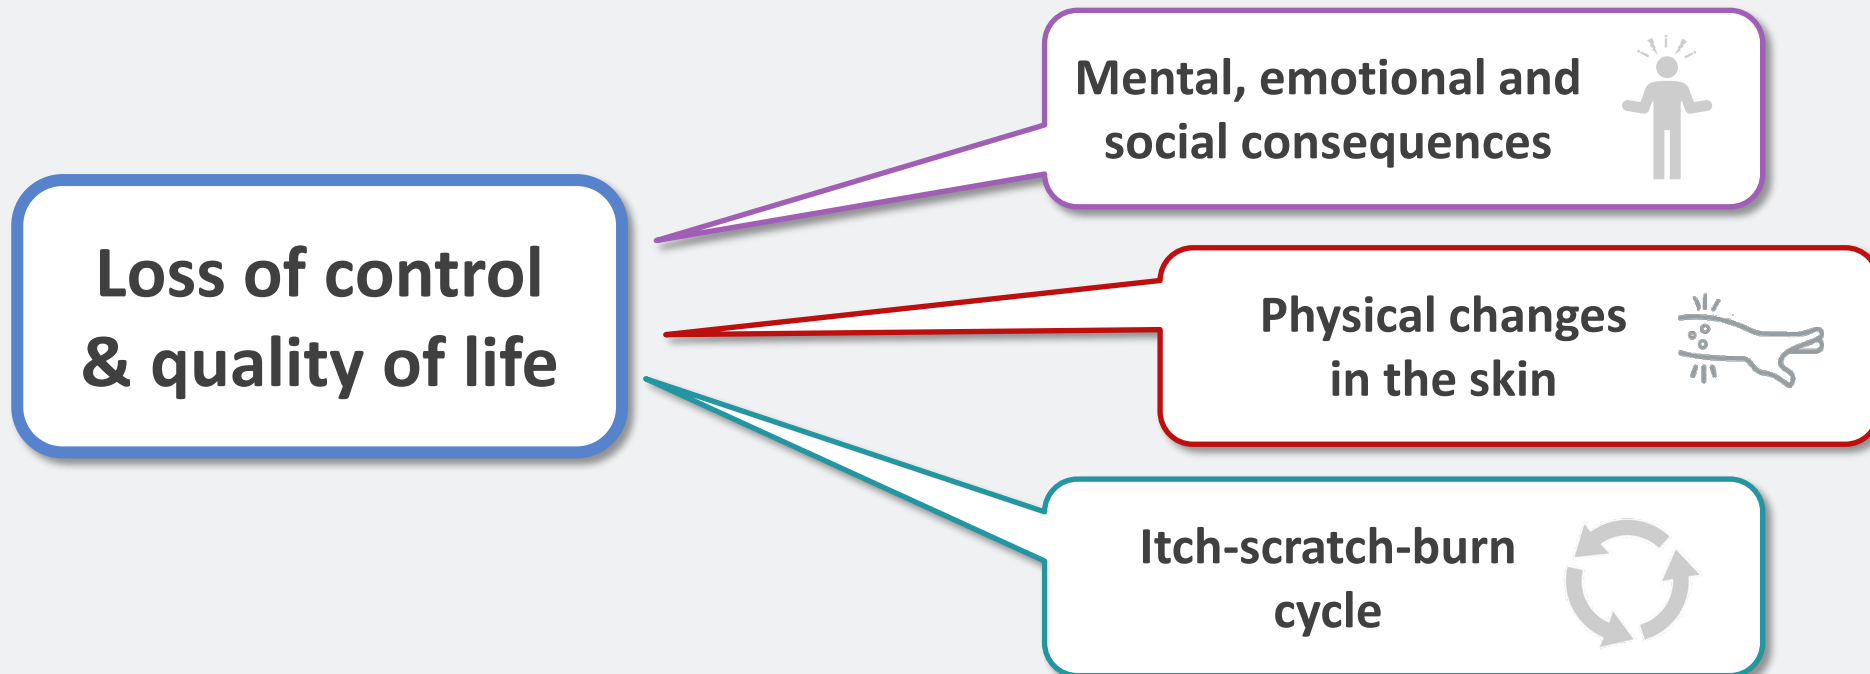 Loss of control
& quality of life
Mental, emotional and
social consequences
Physical changes
in the skin
Itch-scratch-burn
cycle